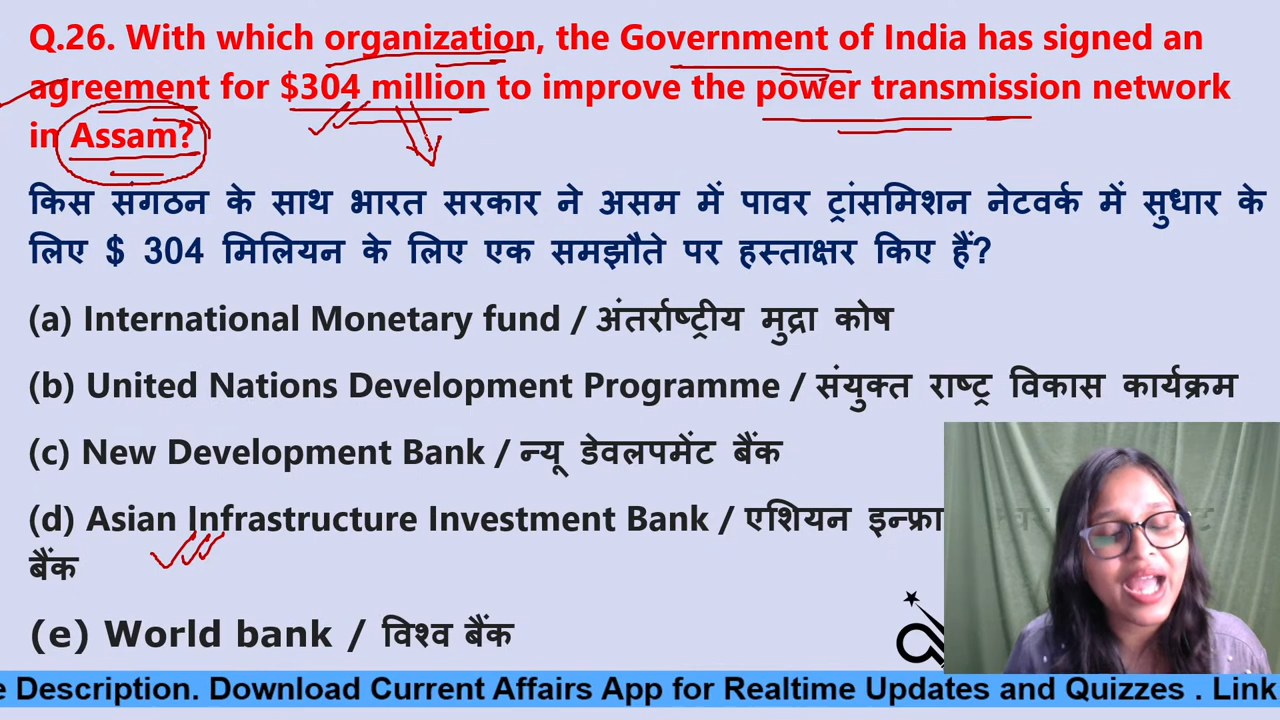 Q.26. With which organization, the Government of India has signed an
agreement for $304 million to improve the power transmission network
in Assam?
किस संगठन के साथ भारत सरकार ने असम में पावर ट्रांसमिशन नेटवर्क में सुधार के
लिए $ 304 मिलियन के लिए एक समझौते पर हस्ताक्षर किए हैं?
(a) International Monetary fund / अंतर्राष्ट्रीय मुद्रा कोष
(b) United Nations Development Programme / संयुक्त राष्ट्र विकास कार्यक्रम
(c) New Development Bank / न्यू डेवलपमेंट बैंक
(d) Asian Infrastructure Investment Bank / एशियन
बैंक
(e) World bank / विश्व बैंक
Description. Download Current Affairs App for Realtime Updates and Quizzes . Link